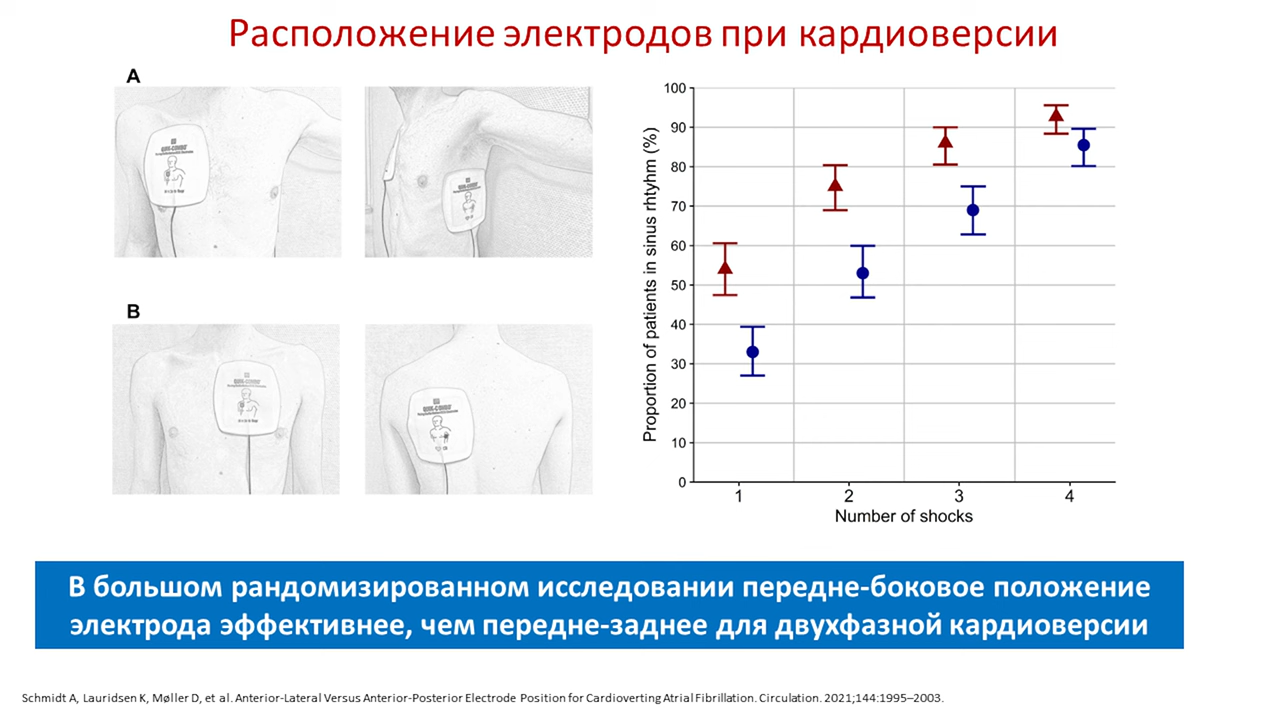 Расположение электродов при кардиоверсии
A
B
100
90
80
70
60
50
40
30
20
10
0
Proportion of patients in sinus rhtyhm (%)
1 2 3 4
Number of shocks
В большом рандомизированном исследовании передне-боковое положение
электрода эффективнее, чем передне-заднее для двухфазной кардиоверсии
Schmidt A, Lauridsen K, Møller D, et al. Anterior-Lateral Versus Anterior-Posterior Electrode Position for Cardioverting Atrial Fibrillation. Circulation. 2021;144:1995–2003.